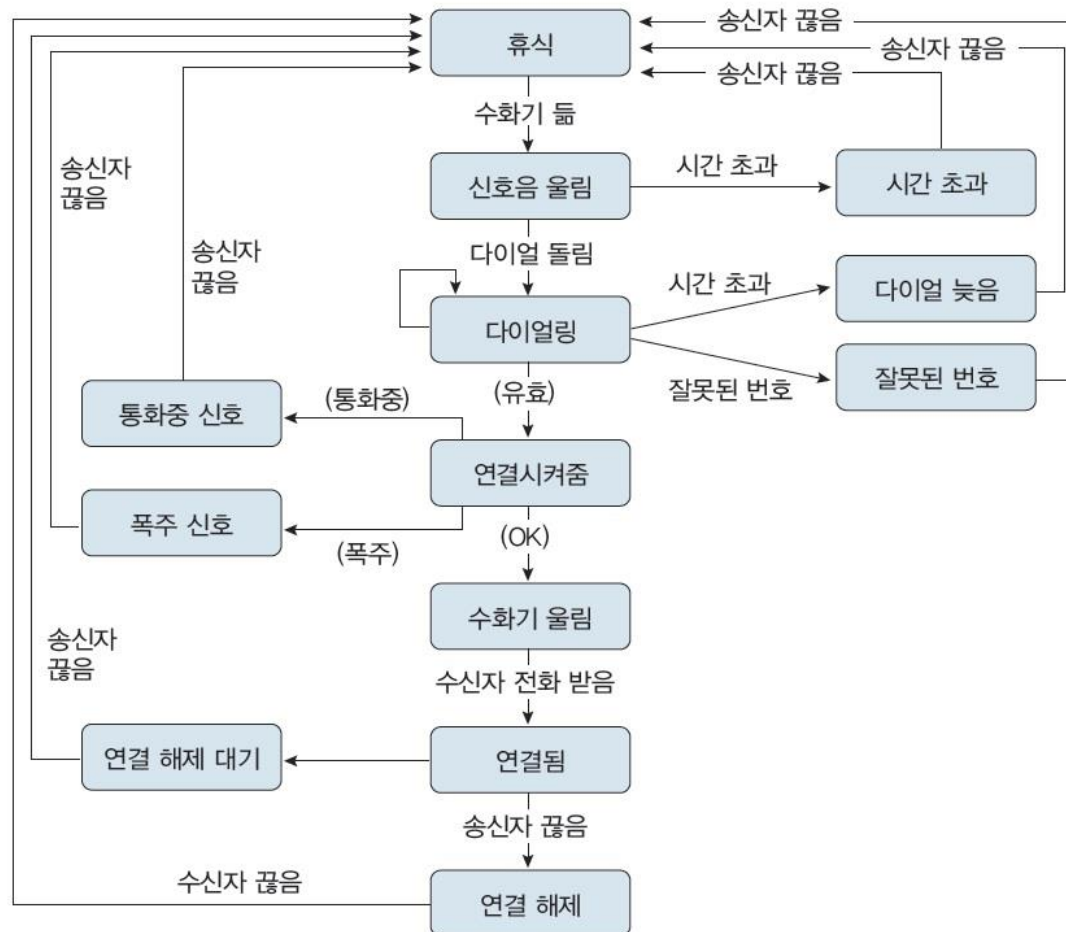 송신자 끊음
휴식
송신자 끊음
송신자 끊음
수화기 듦
송신자
끊음
신호음 울림
시간 초과
시간 초과
송신자
끊음
다이얼 돌림
시간 초과
다이얼 늦음
다이얼링
잘못된 번호
잘못된 번호
(유효)
(통화중)
통화중 신호
연결시켜줌
폭주 신호
(폭주)
(OK)
수화기 울림
송신자
끊음
수신자 전화 받음
연결 해제 대기
연결됨
송신자 끊음
수신자 끊음
연결 해제